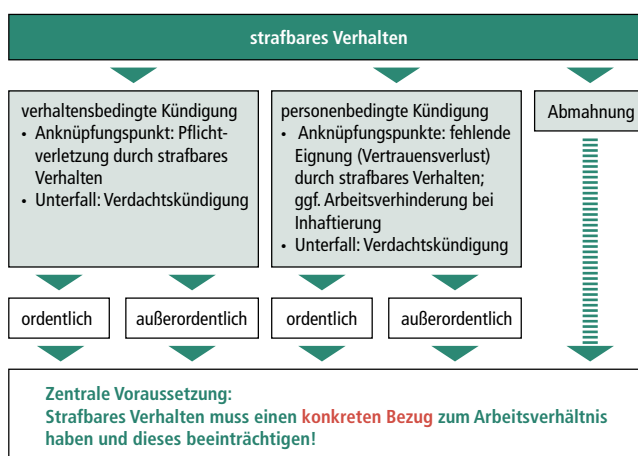 strafbares Verhalten
verhaltensbedingte Kündigung
• Anknüpfungspunkt: Pflicht-
verletzung durch strafbares
Verhalten
• Unterfall: Verdachtskündigung
personenbedingte Kündigung
• Anknüpfungspunkte: fehlende
Eignung (Vertrauensverlust)
durch strafbares Verhalten;
ggf. Arbeitsverhinderung bei
Inhaftierung
• Unterfall: Verdachtskündigung
Abmahnung
ordentlich
außerordentlich
ordentlich
außerordentlich
Zentrale Voraussetzung:
Strafbares Verhalten muss einen konkreten Bezug zum Arbeitsverhältnis
haben und dieses beeinträchtigen!